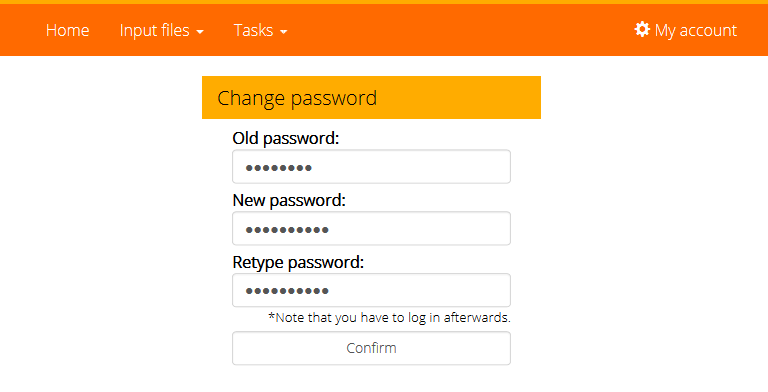 Home Input files Tasks My account
Change password
Old password:
••••••••
New password:
••••••••••
Retype password:
••••••••••
*Note that you have to log in afterwards.
Confirm